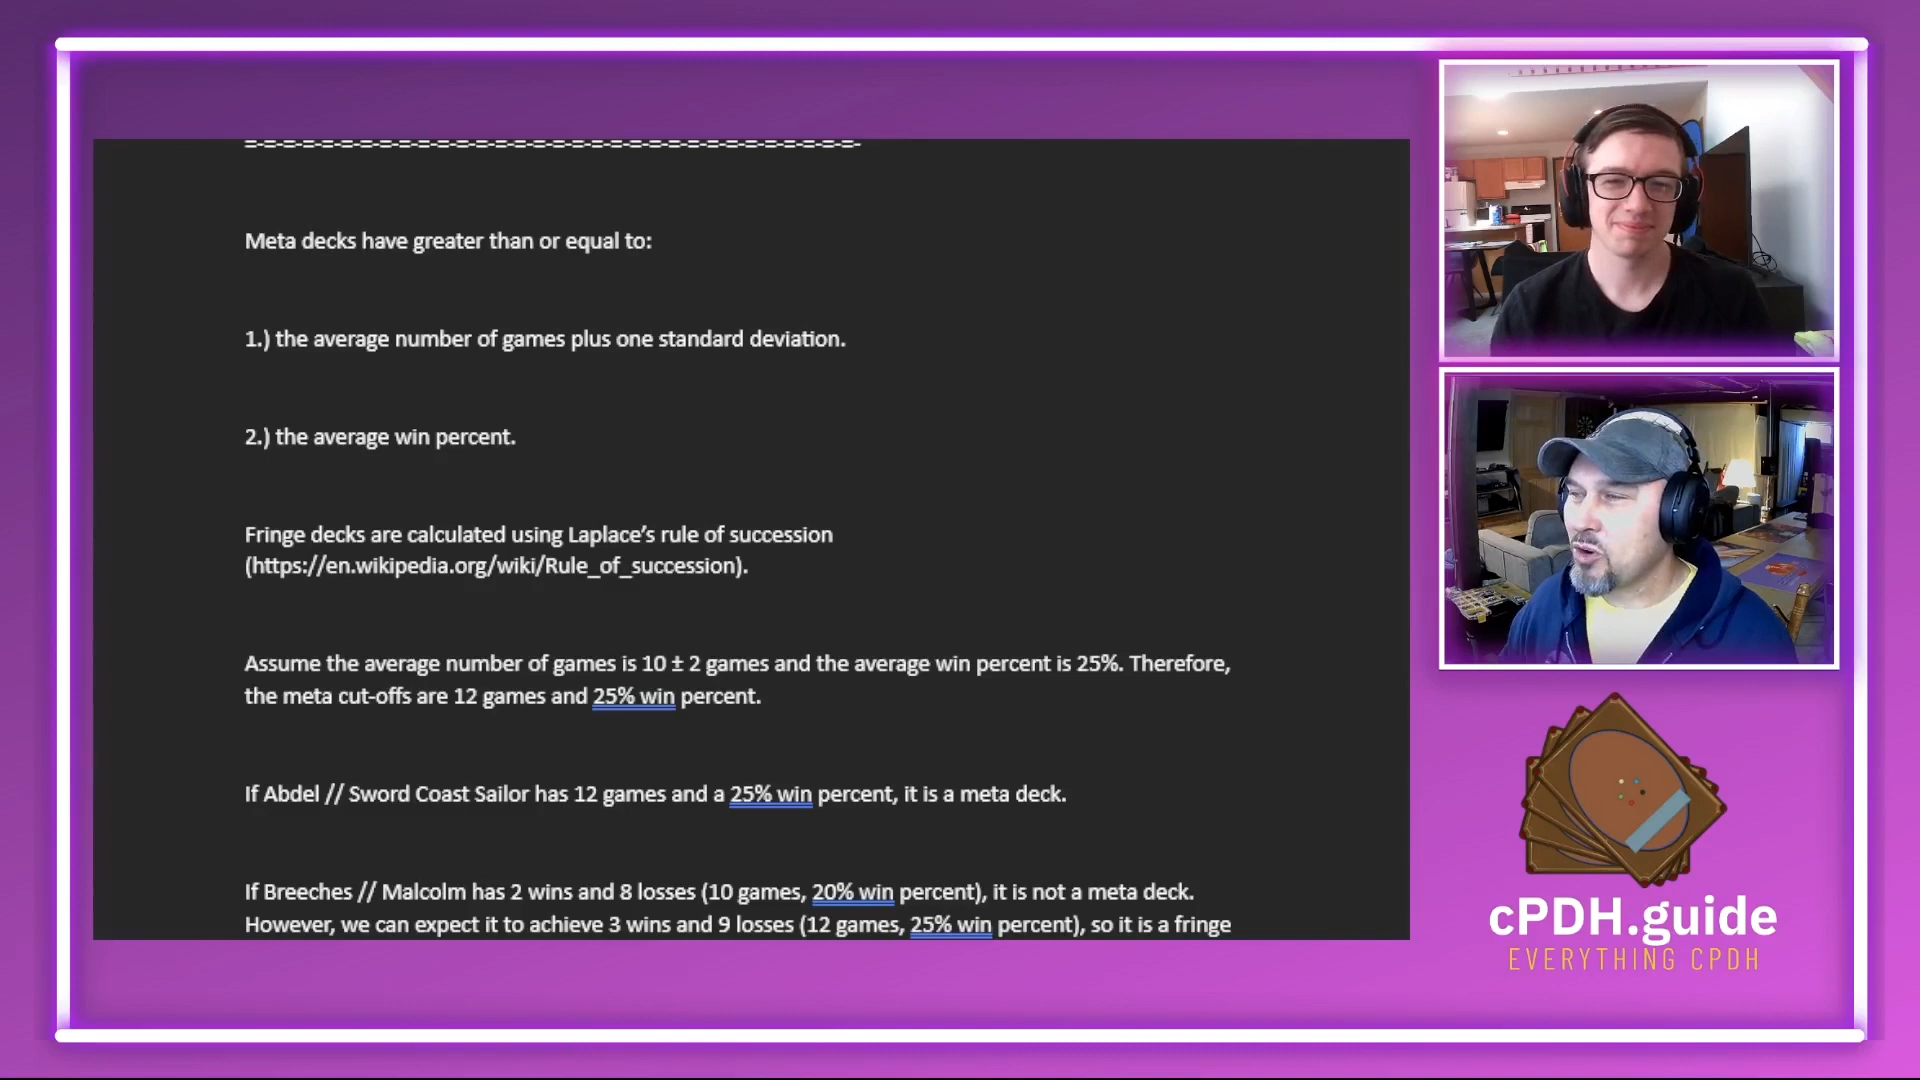 =-=-=-=-=-=-=-=-=-=-=-=-=-=-=-=-=-=-=-=-=-=-=-=-=-=-=-=-=-=-=-=-
Meta decks have greater than or equal to:
1.) the average number of games plus one standard deviation.
2.) the average win percent.
Fringe decks are calculated using Laplace’s rule of succession
(https://en.wikipedia.org/wiki/Rule_of_succession).
Assume the average number of games is 10 ± 2 games and the average win percent is 25%. Therefore,
the meta cut-offs are 12 games and 25% win percent.
If Abdel // Sword Coast Sailor has 12 games and a 25% win percent, it is a meta deck.
If Breeches // Malcolm has 2 wins and 8 losses (10 games, 20% win percent), it is not a meta deck.
However, we can expect it to achieve 3 wins and 9 losses (12 games, 25% win percent), so it is a fringe
cPDH.guide
EVERYTHING CPDH